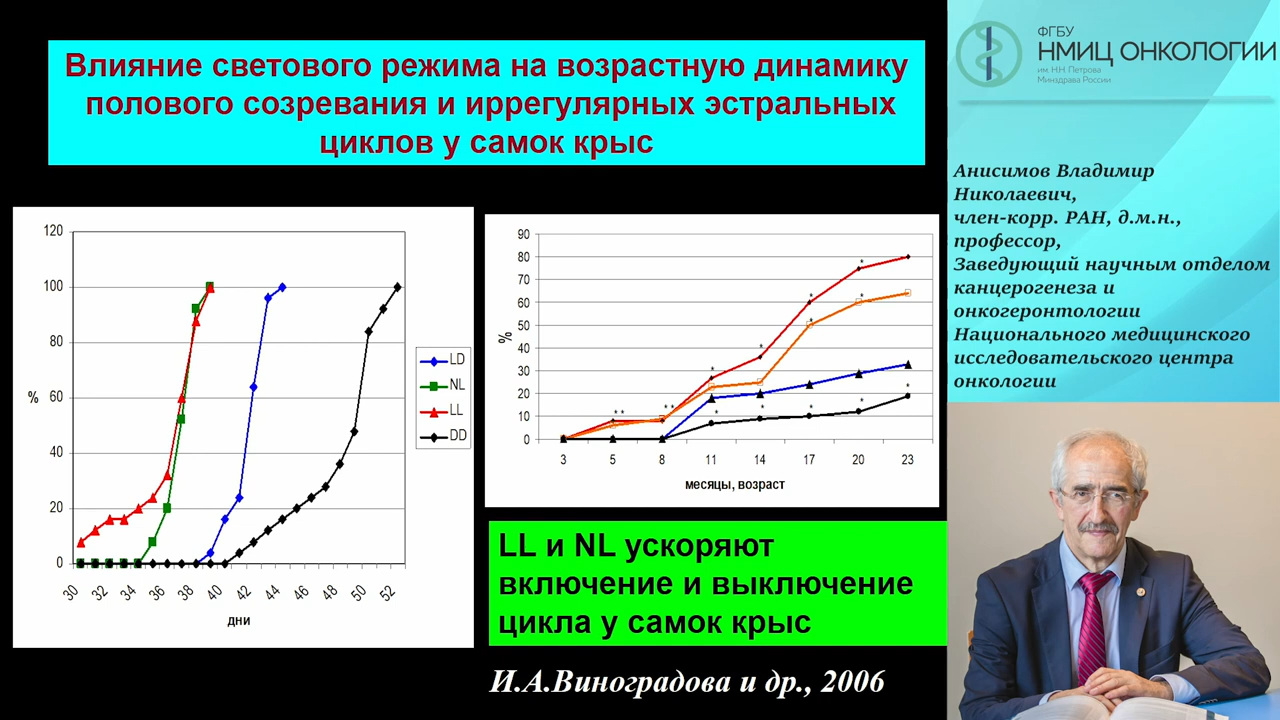 Влияние светового режима на возрастную динамику
полового созревания и иррегулярных эстральных
циклов у самок крыс
120
100
80
60
40
20
0
%
30 32 34 36 38 40 42 44 46 48 50 52
дни
LD
NL
LL
DD
90
80
70
60
50
40
30
20
10
0
%
3 5 8 11 14 17 20 23
месяцы, возраст
LL и NL ускоряют
включение и выключение
цикла у самок крыс
И.А.Виноградова и др., 2006
ФГБУ
НМИЦ ОНКОЛОГИИ
им. Н.Н. Петрова
Минздрава России
Анисимов Владимир
Николаевич,
член-корр. РАН, д.м.н.,
профессор,
Заведующий научным отделом
канцерогенеза и
онкогеронтологии
Национального медицинского
исследовательского центра
онкологии